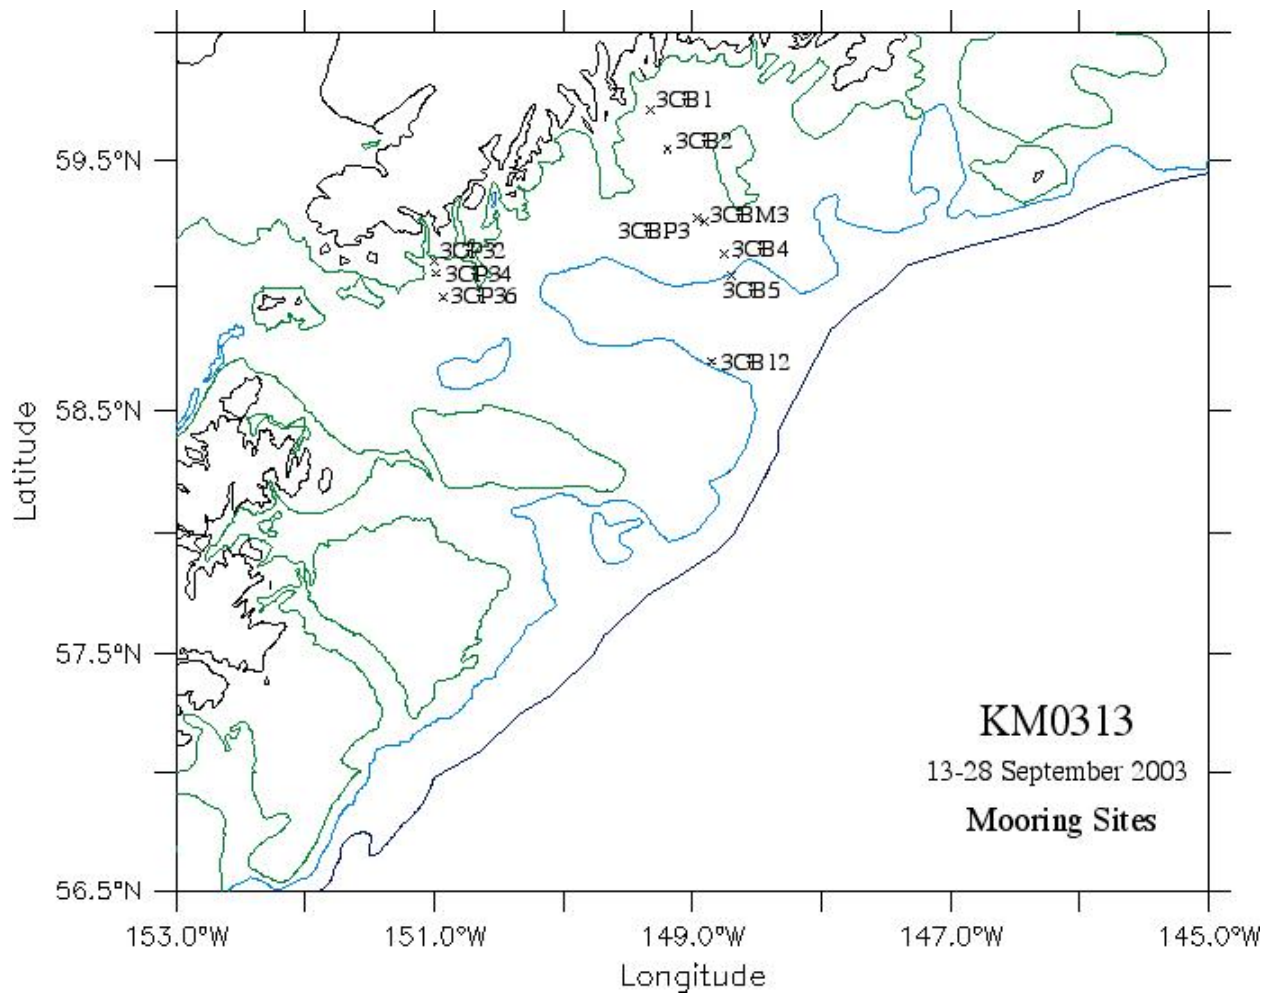 3GB1
59.5°N
3GB2
3GBM3
3GBP3
3GP32
3GB4
3GP34
3GB5
3GP36
3GB12
58.5°N
Latitude
57.5°N
KM0313
13-28 September 2003
Mooring Sites
56.5°N
153.0°W
151.0°W
149.0°W
147.0°W
145.0°W
Longitude